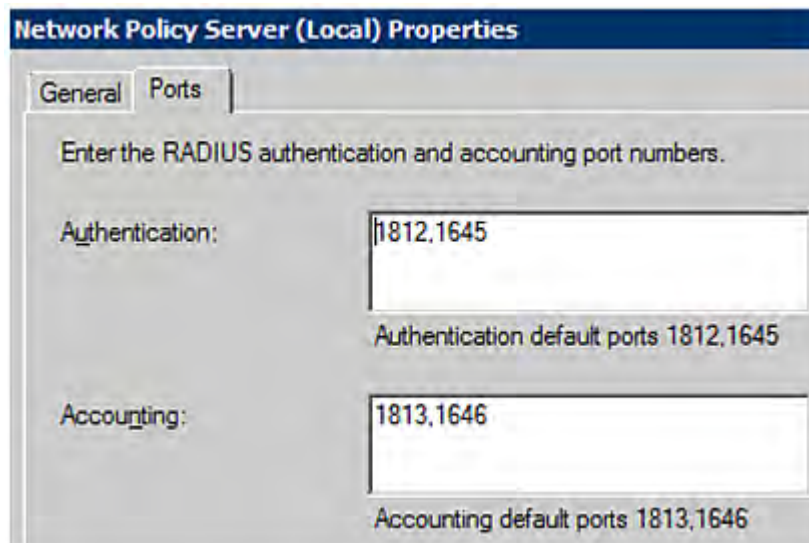 Network Policy Server (Local) Properties
General Ports
Enter the RADIUS authentication and accounting port numbers.
Authentication: 1812,1645
Authentication default ports 1812,1645
Accounting: 1813,1646
Accounting default ports 1813,1646